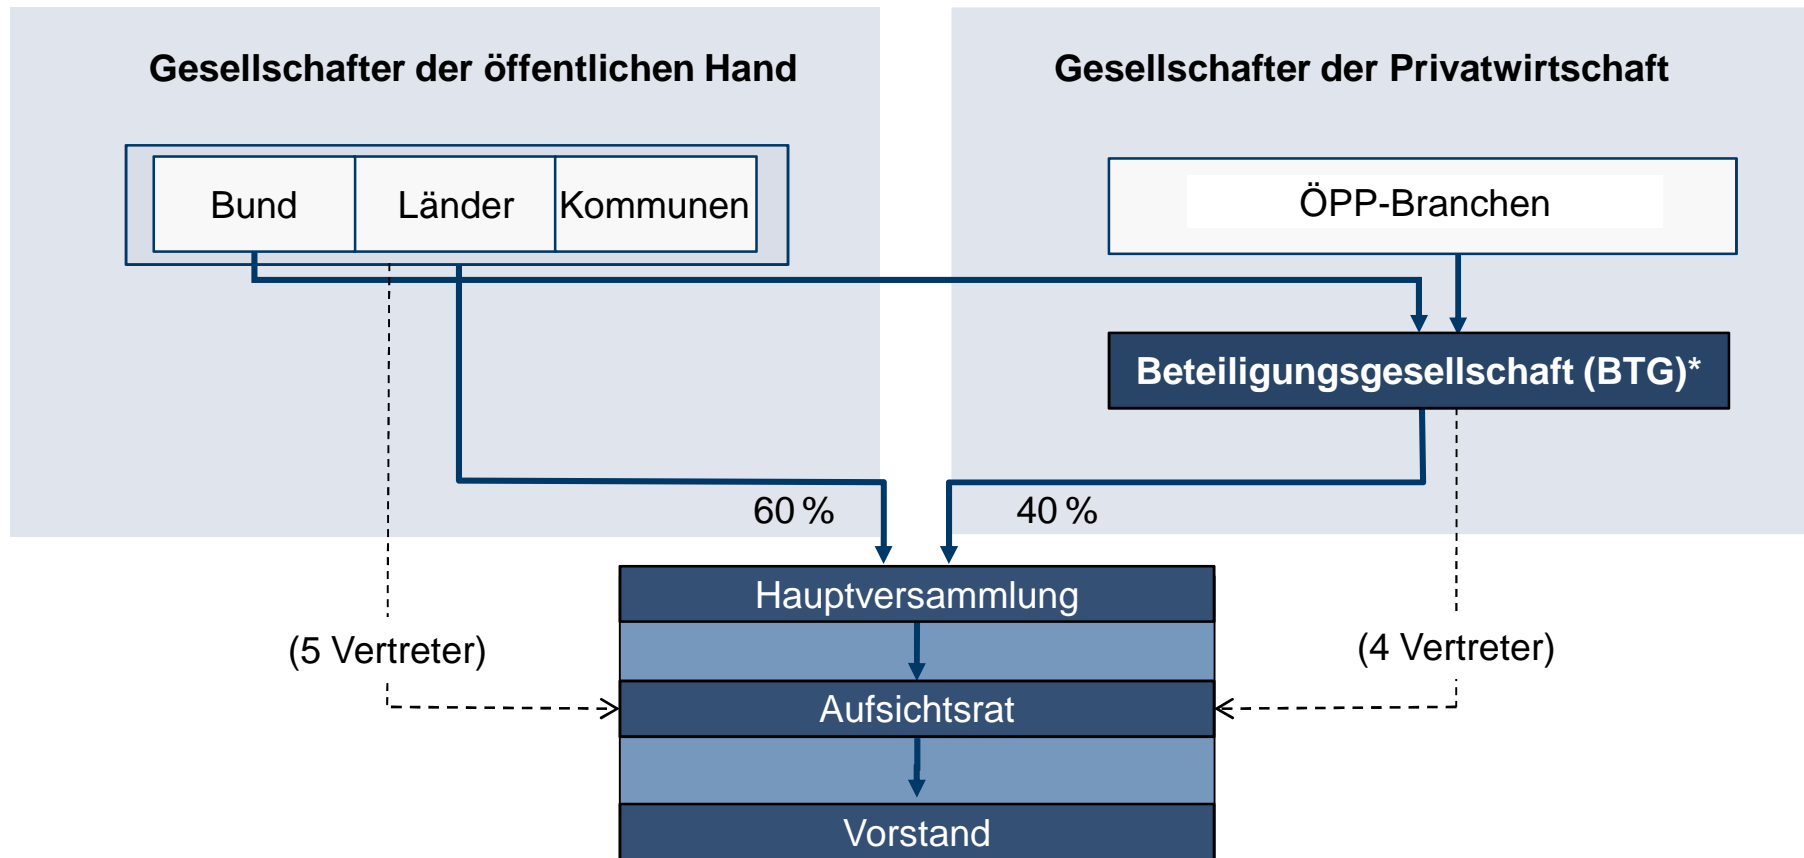 Gesellschafter der öffentlichen Hand
Gesellschafter der Privatwirtschaft
Bund
Länder
Kommunen
ÖPP-Branchen
Beteiligungsgesellschaft (BTG)*
60 %
40 %
Hauptversammlung
(5 Vertreter)
(4 Vertreter)
Aufsichtsrat
Vorstand